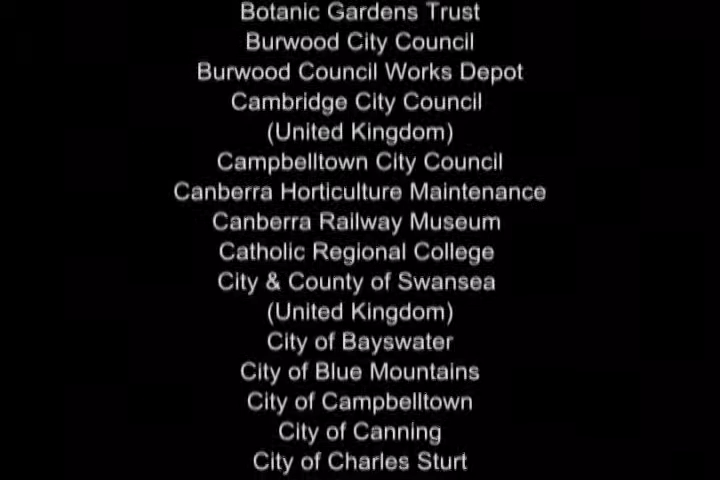 Botanic Gardens Trust
Burwood City Council
Burwood Council Works Depot
Cambridge City Council
(United Kingdom)
Campbelltown City Council
Canberra Horticulture Maintenance
Canberra Railway Museum
Catholic Regional College
City & County of Swansea
(United Kingdom)
City of Bayswater
City of Blue Mountains
City of Campbelltown
City of Canning
City of Charles Sturt